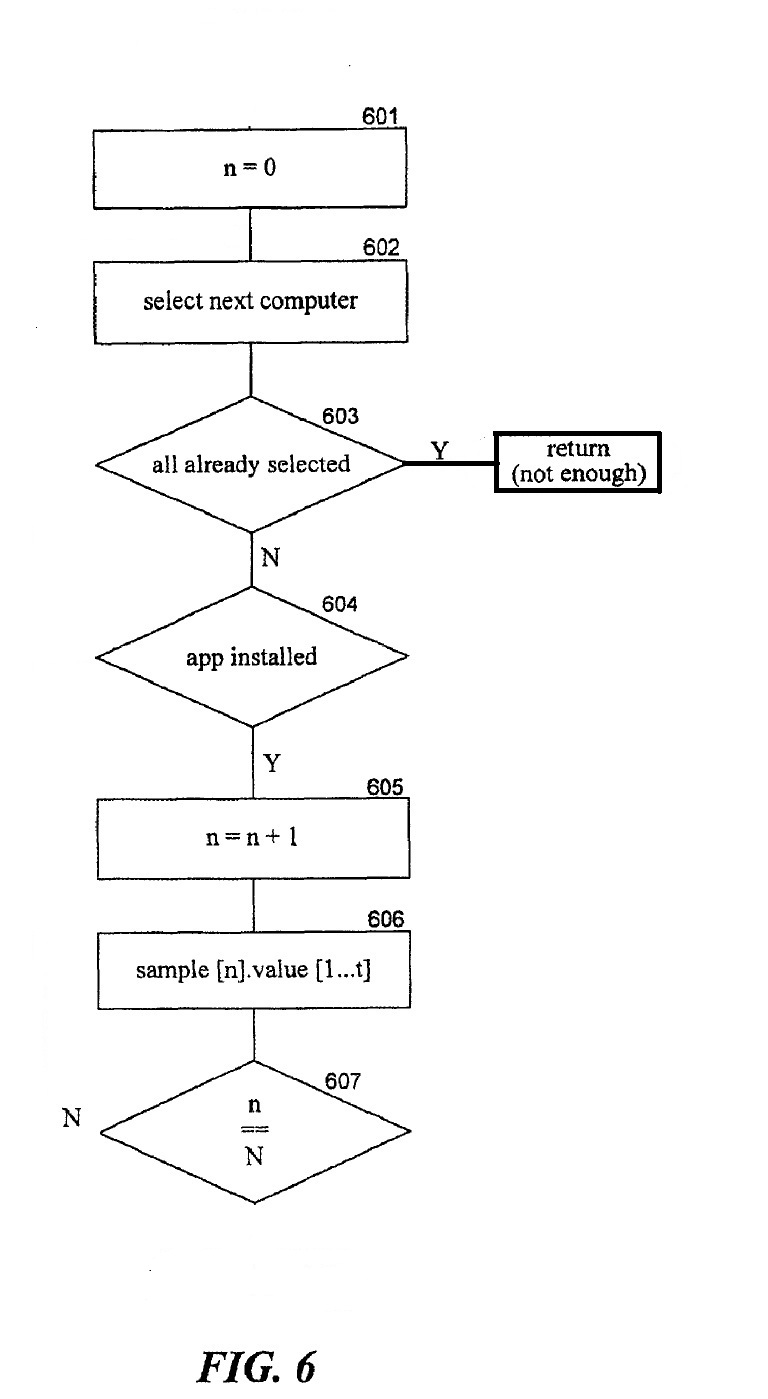 601
n = 0
602
select next computer
603
all already selected
Y
return
(not enough)
N
604
app installed
Y
605
n = n + 1
606
sample [n].value [1...t]
607
N
n
==
N
FIG. 6